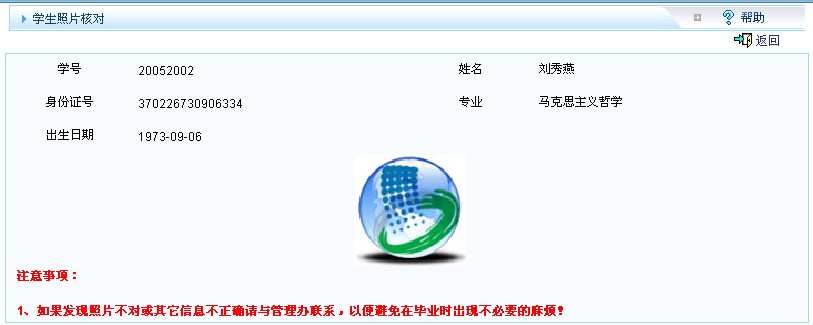 学生照片核对 帮助
返回
学号 20052002 姓名 刘秀燕
身份证号 370226730906334 专业 马克思主义哲学
出生日期 1973-09-06
注意事项：
1、如果发现照片不对或其它信息不正确请与管理办联系，以便避免在毕业时出现不必要的麻烦！